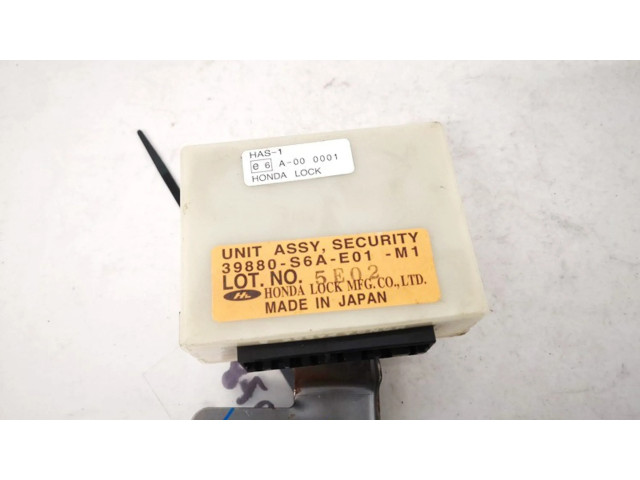 HAS-1
e 6 A-00 0001
HONDA LOCK
UNIT ASSY, SECURITY
39880-S6A-E01 -M1
LOT. NO. 5E02
HL HONDA LOCK MFG.CO.,LTD.
MADE IN JAPAN